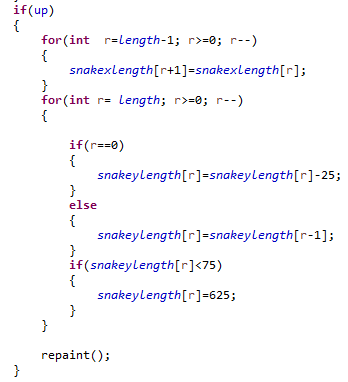 if(up)
{
for(int r=length-1; r>=0; r--)
{
snakexlength[r+1]=snakexlength[r];
}
for(int r= length; r>=0; r--)
{
if(r==0)
{
snakeylength[r]=snakeylength[r]-25;
}
else
{
snakeylength[r]=snakeylength[r-1];
}
if(snakeylength[r]<75)
{
snakeylength[r]=625;
}
}
repaint();
}